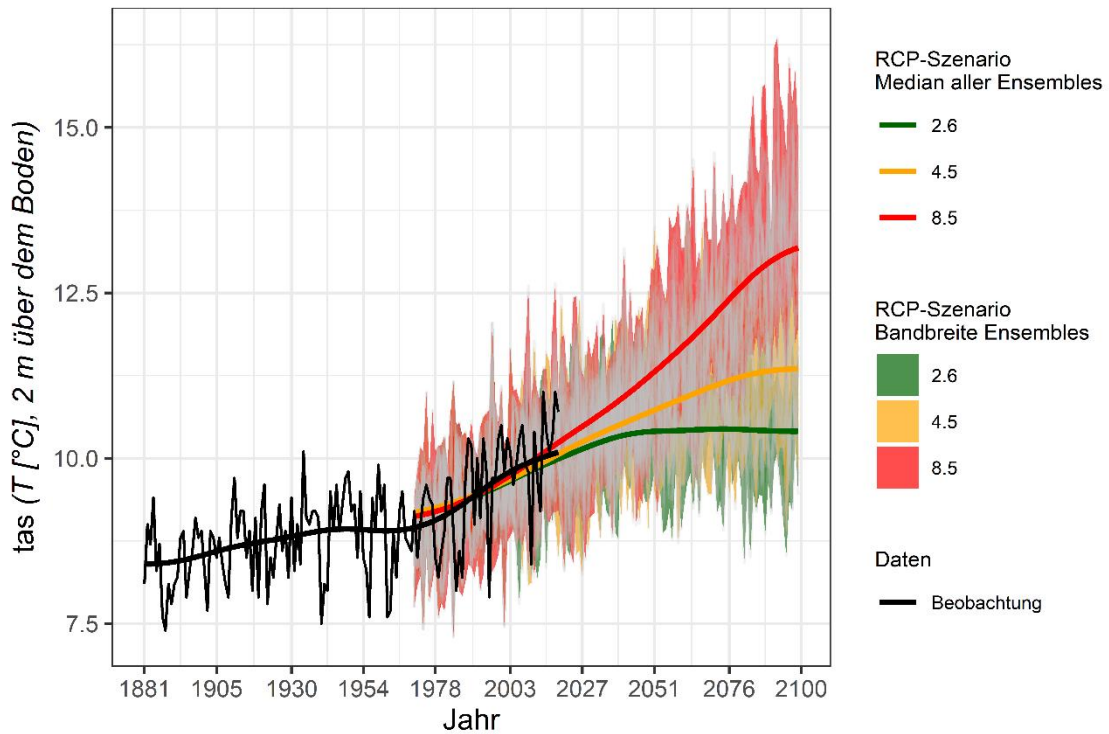 tas (T [°C], 2 m über dem Boden)
15.0
12.5
10.0
7.5
1881 1905 1930 1954 1978 2003 2027 2051 2076 2100
Jahr
RCP-Szenario
Median aller Ensembles
2.6
4.5
8.5
RCP-Szenario
Bandbreite Ensembles
2.6
4.5
8.5
Daten
Beobachtung